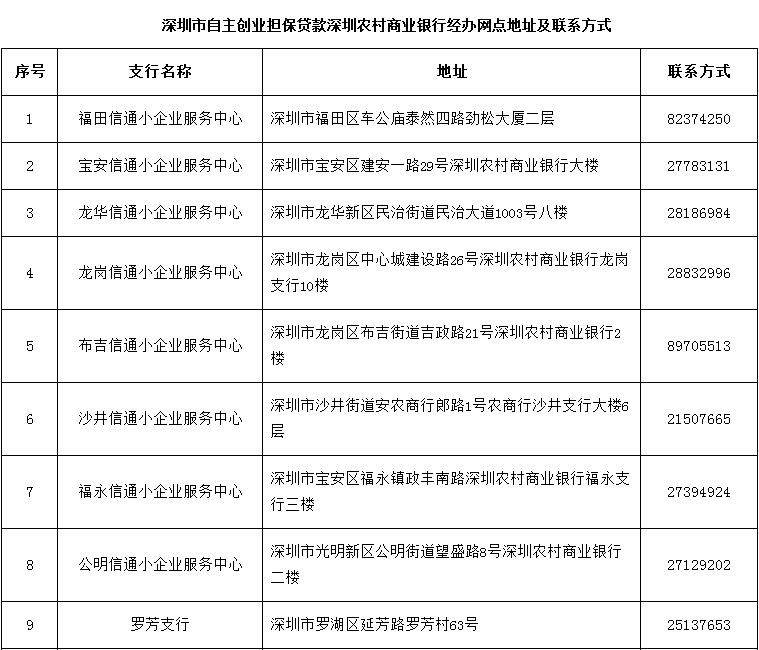 深圳市自主创业担保贷款深圳农村商业银行经办网点地址及联系方式
序号 支行名称 地址 联系方式
1 福田信通小企业服务中心 深圳市福田区车公庙泰然四路劲松大厦二层 82374250
2 宝安信通小企业服务中心 深圳市宝安区建安一路29号深圳农村商业银行大楼 27783131
3 龙华信通小企业服务中心 深圳市龙华新区民治街道民治大道1003号八楼 28186984
4 龙岗信通小企业服务中心 深圳市龙岗区中心城建设路26号深圳农村商业银行龙岗
支行10楼 28832996
5 布吉信通小企业服务中心 深圳市龙岗区布吉街道吉政路21号深圳农村商业银行2
楼 89705513
6 沙井信通小企业服务中心 深圳市沙井街道安农商行郎路1号农商行沙井支行大楼6
层 21507665
7 福永信通小企业服务中心 深圳市宝安区福永镇政丰南路深圳农村商业银行福永支
行三楼 27394924
8 公明信通小企业服务中心 深圳市光明新区公明街道望盛路8号深圳农村商业银行
二楼 27129202
9 罗芳支行 深圳市罗湖区延芳路罗芳村63号 25137653